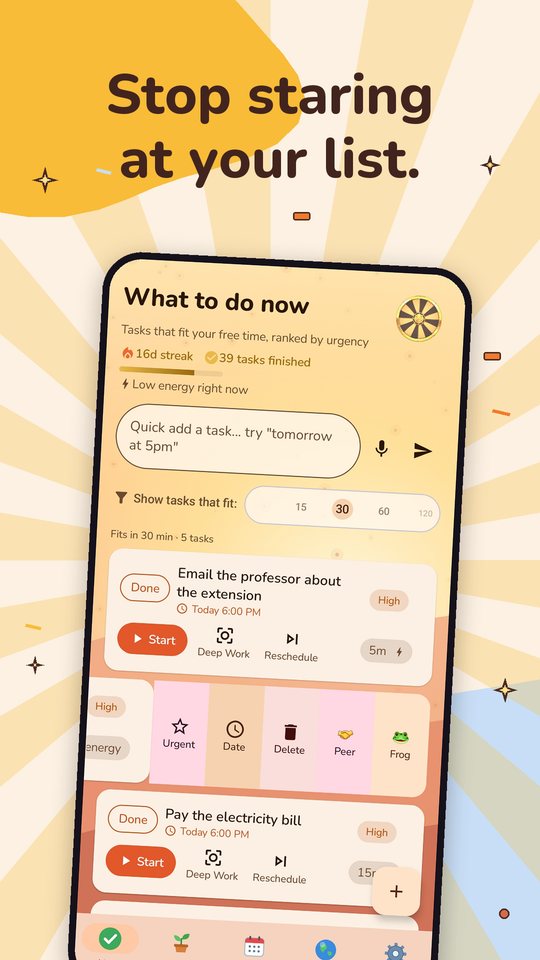 Stop staring
at your list.
What to do now
Tasks that fit your free time, ranked by urgency
16d streak 39 tasks finished
Low energy right now
Quick add a task... try "tomorrow
at 5pm"
Show tasks that fit: 15 30 60 120
Fits in 30 min · 5 tasks
Done Email the professor about
the extension High
Today 6:00 PM
Start Deep Work Reschedule 5m
High
energy
Urgent Date Delete Peer Frog
Done Pay the electricity bill High
Today 6:00 PM
Start Deep Work Reschedule
+